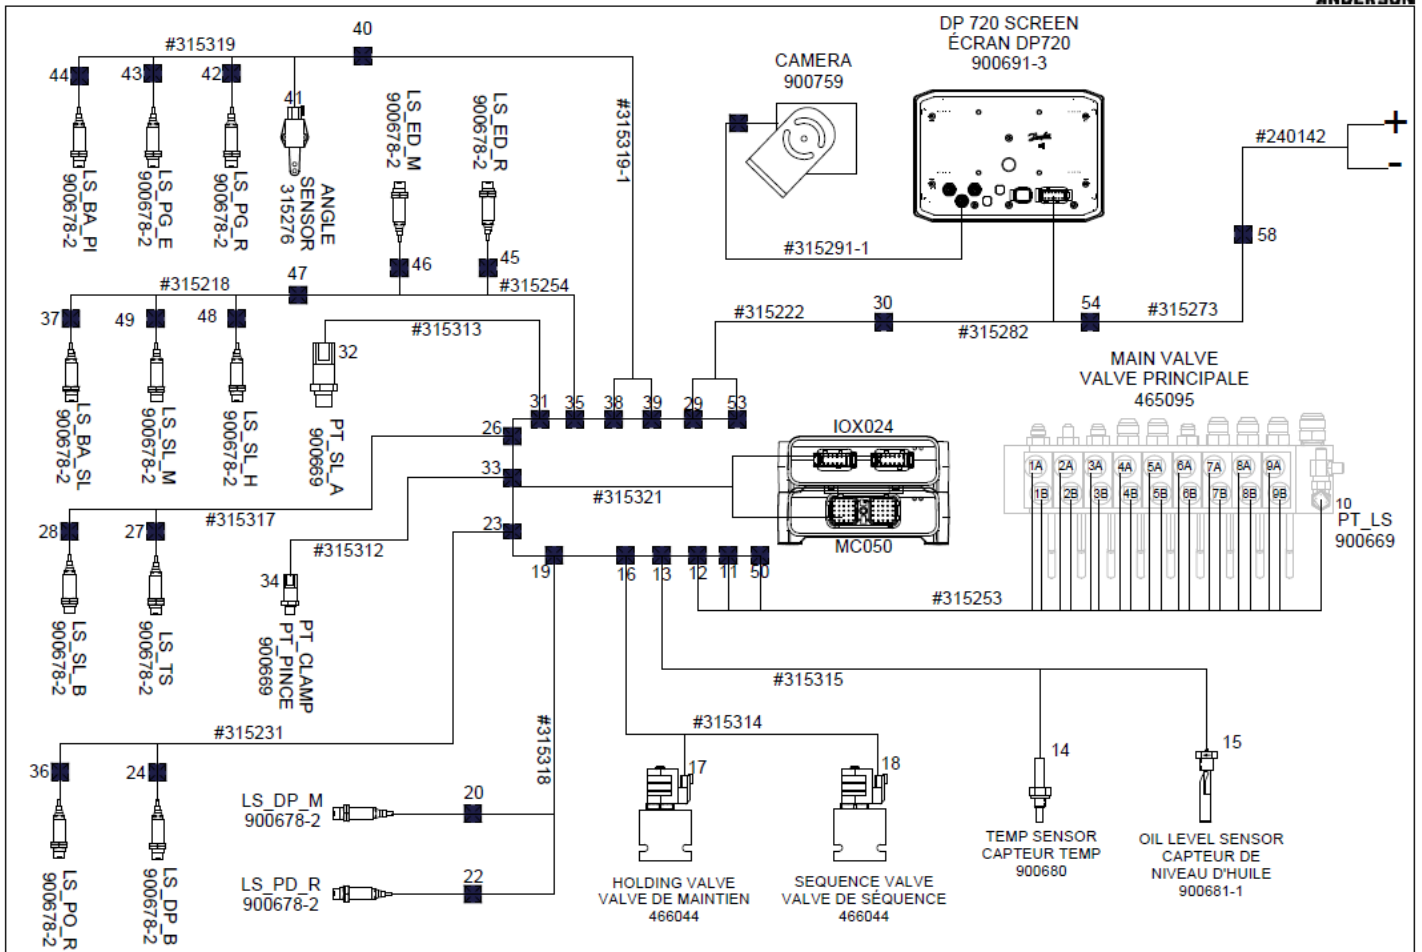 ANDERSON
#315319
40
44
43
42
41
LS_BA_PI
900678-2
LS_PG_E
900678-2
LS_PG_R
900678-2
ANGLE
SENSOR
315276
LS_ED_M
900678-2
LS_ED_R
900678-2
#315319-1
CAMERA
900759
DP 720 SCREEN
ÉCRAN DP720
900691-3
Danfoss
#240142
+
-
#315291-1
58
46
45
47
#315218
#315254
37
49
48
#315313
32
LS_BA_SL
900678-2
LS_SL_M
900678-2
LS_SL_H
900678-2
PT_SL_A
900669
#315222
30
#315282
54
#315273
MAIN VALVE
VALVE PRINCIPALE
465095
31
35
38
39
29
53
26
33
23
IOX024
MC050
#315321
1A
2A
3A
4A
5A
6A
7A
8A
9A
1B
2B
3B
4B
5B
6B
7B
8B
9B
10
PT_LS
900669
28
27
#315317
#315312
34
LS_SL_B
900678-2
LS_TS
900678-2
PT_CLAMP
PT_PINCE
900669
19
16
13
12
11
50
#315253
#315315
#315314
#315318
#315231
36
24
LS_PO_R
900678-2
LS_DP_B
900678-2
LS_DP_M
900678-2
20
LS_PD_R
900678-2
22
17
HOLDING VALVE
VALVE DE MAINTIEN
466044
18
SEQUENCE VALVE
VALVE DE SÉQUENCE
466044
14
TEMP SENSOR
CAPTEUR TEMP
900680
15
OIL LEVEL SENSOR
CAPTEUR DE
NIVEAU D'HUILE
900681-1